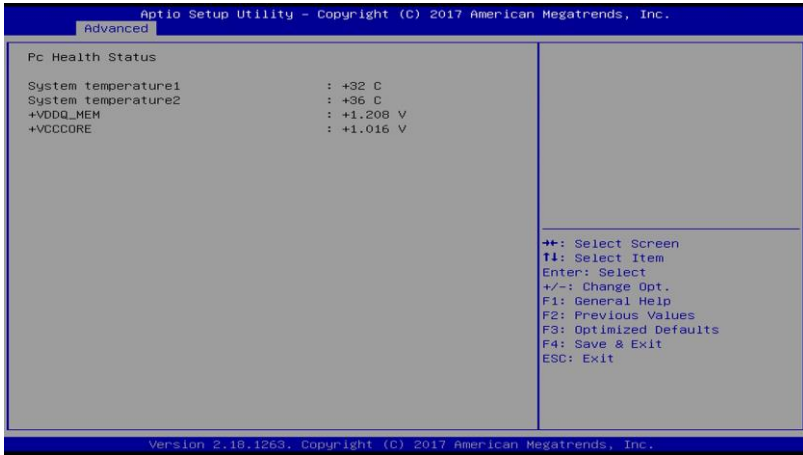 Aptio Setup Utility – Copyright (C) 2017 American Megatrends, Inc.
Advanced
Pc Health Status
System temperature1 : +32 C
System temperature2 : +36 C
+VDDQ_MEM : +1.208 V
+VCCCORE : +1.016 V
→←: Select Screen
↑↓: Select Item
Enter: Select
+/-: Change Opt.
F1: General Help
F2: Previous Values
F3: Optimized Defaults
F4: Save & Exit
ESC: Exit
Version 2.18.1263. Copyright (C) 2017 American Megatrends, Inc.